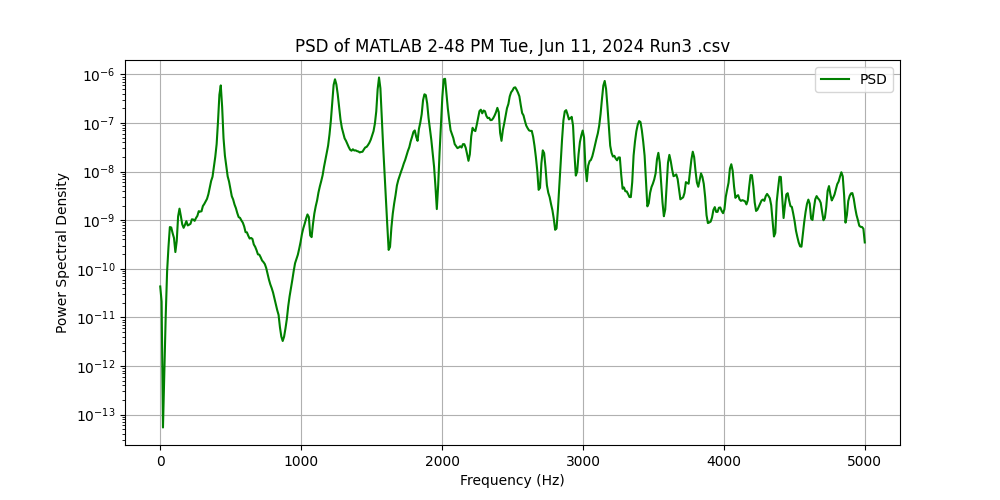 PSD of MATLAB 2-48 PM Tue, Jun 11, 2024 Run3 .csv
PSD
Power Spectral Density
10⁻⁶
10⁻⁷
10⁻⁸
10⁻⁹
10⁻¹⁰
10⁻¹¹
10⁻¹²
10⁻¹³
0 1000 2000 3000 4000 5000
Frequency (Hz)